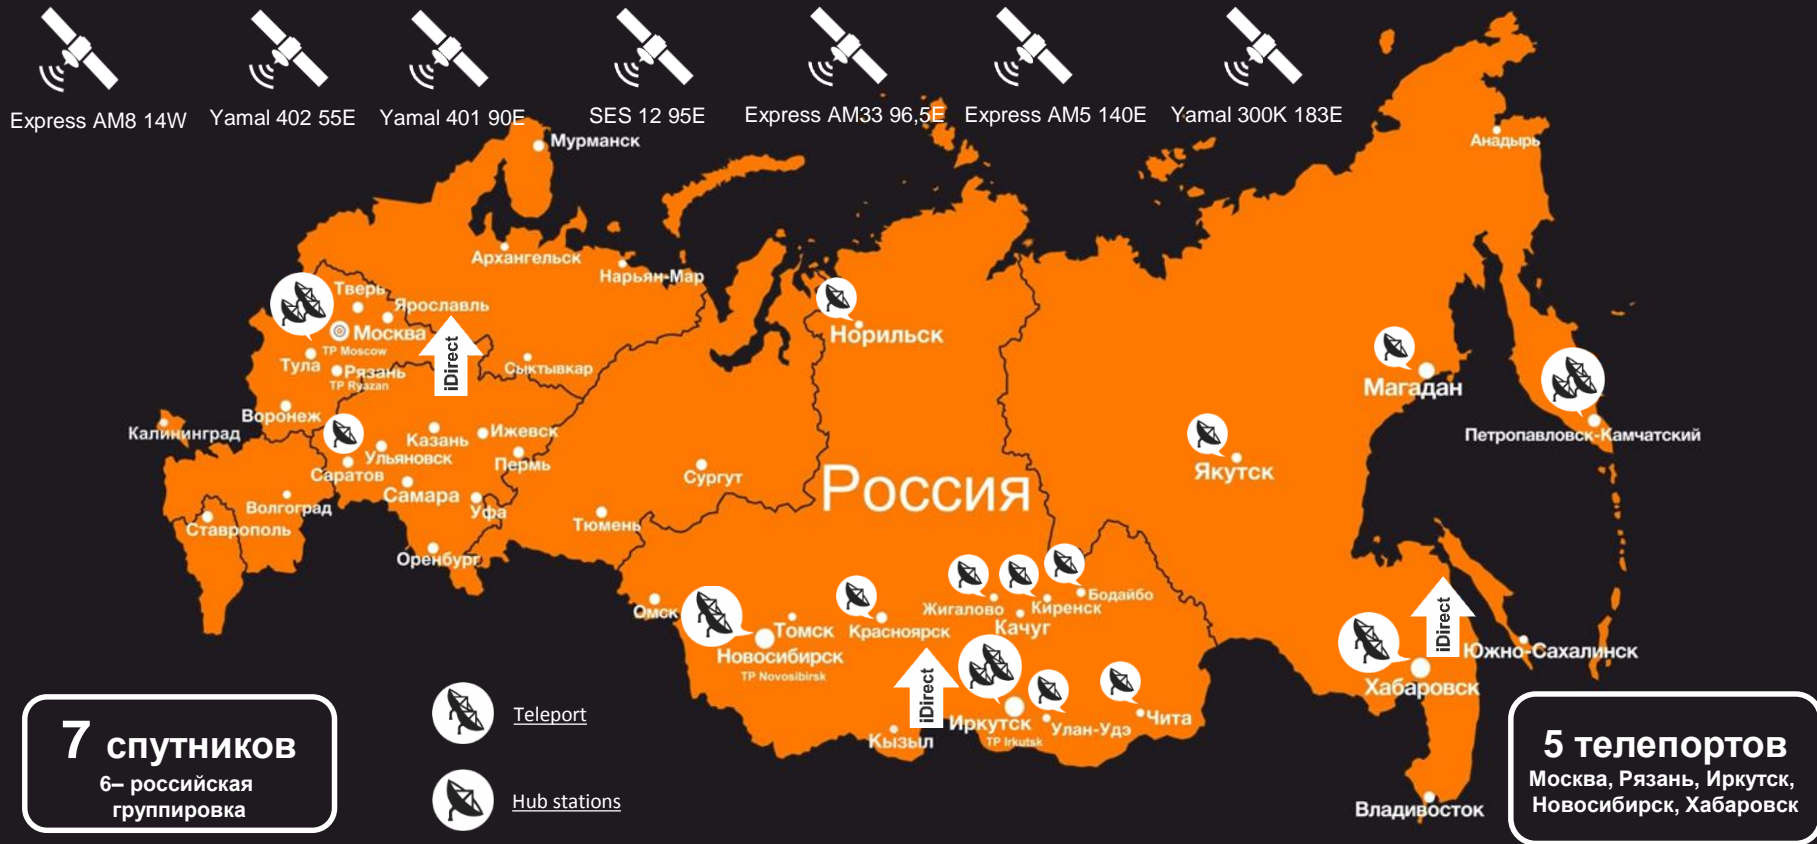 Express AM8 14W
Yamal 402 55E
Yamal 401 90E
SES 12 95E
Express AM33 96,5E
Express AM5 140E
Yamal 300K 183E
Мурманск
Анадырь
Архангельск
Нарьян-Мар
Тверь
Ярославль
Москва
TP Moscow
Норильск
iDirect
Тула
Рязань
TP Ryazan
Сыктывкар
Магадан
Воронеж
Калининград
Казань
Ижевск
Петропавловск-Камчатский
Ульяновск
Пермь
Саратов
Сургут
Якутск
Самара
Россия
Волгоград
Уфа
Ставрополь
Тюмень
Оренбург
Омск
Жигалово
Киренск
Бодайбо
Томск
Красноярск
Качуг
iDirect
Новосибирск
TP Novosibirsk
Южно-Сахалинск
Хабаровск
iDirect
Иркутск
TP Irkutsk
Улан-Удэ
Чита
Кызыл
Владивосток
7 спутников
6– российская
группировка
Teleport
Hub stations
5 телепортов
Москва, Рязань, Иркутск,
Новосибирск, Хабаровск